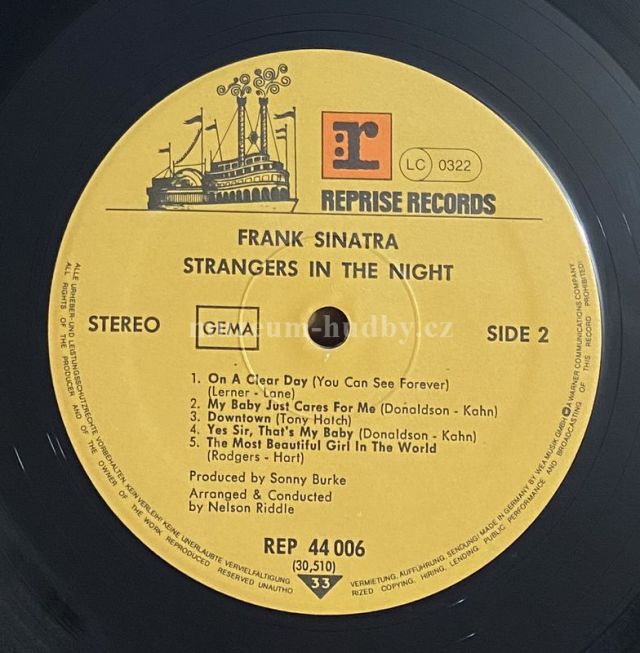 r
LC 0322
REPRISE RECORDS
FRANK SINATRA
STRANGERS IN THE NIGHT
STEREO
GEMA
museum-hudby.cz
SIDE 2
1. On A Clear Day (You Can See Forever)
(Lerner - Lane)
2. My Baby Just Cares For Me (Donaldson - Kahn)
3. Downtown (Tony Hatch)
4. Yes Sir, That's My Baby (Donaldson - Kahn)
5. The Most Beautiful Girl In The World
(Rodgers - Hart)
Produced by Sonny Burke
Arranged & Conducted
by Nelson Riddle
REP 44 006
(30,510)
33
ALLE URHEBER- UND LEISTUNGSSCHUTZRECHTE VORBEHALTEN. KEIN VERLEIH! KEINE UNERLAUBTE VERVIELFÄLTIGUNG
VERMIETUNG, AUFFÜHRUNG, SENDUNG! MADE IN GERMANY BY WEA MUSIK GMBH A WARNER COMMUNICATIONS COMPANY
ALL RIGHTS OF THE PRODUCER AND OF THE OWNER OF THE WORK REPRODUCED RESERVED UNAUTHO
RIZED COPYING, HIRING, LENDING, PUBLIC PERFORMANCE AND BROADCASTING OF THIS RECORD PROHIBITED!